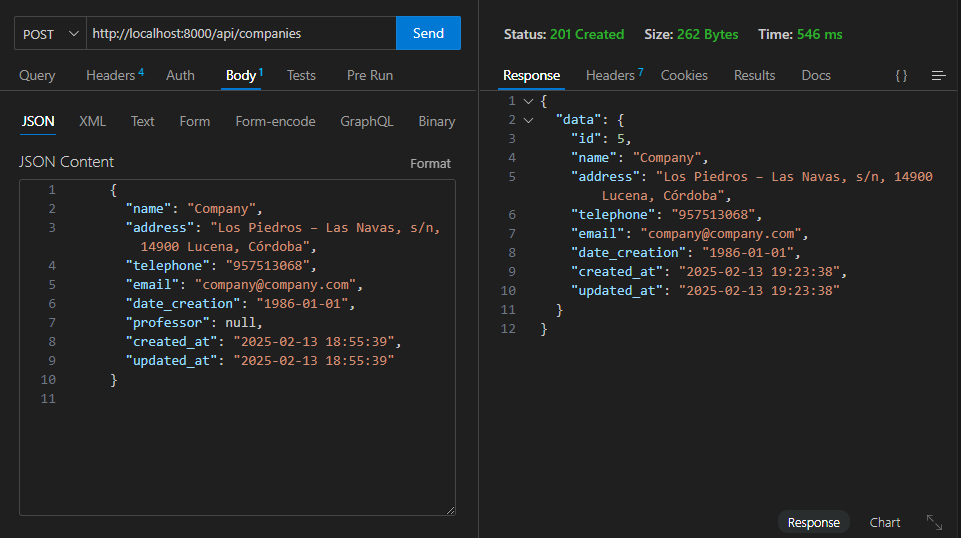 POST http://localhost:8000/api/companies Send
Query Headers 4 Auth Body 1 Tests Pre Run
JSON XML Text Form Form-encode GraphQL Binary
JSON Content Format
1 {
2 "name": "Company",
3 "address": "Los Piedros – Las Navas, s/n,
14900 Lucena, Córdoba",
4 "telephone": "957513068",
5 "email": "company@company.com",
6 "date_creation": "1986-01-01",
7 "professor": null,
8 "created_at": "2025-02-13 18:55:39",
9 "updated_at": "2025-02-13 18:55:39"
10 }
11
Status: 201 Created Size: 262 Bytes Time: 546 ms
Response Headers 7 Cookies Results Docs { }
1 {
2 "data": {
3 "id": 5,
4 "name": "Company",
5 "address": "Los Piedros – Las Navas, s/n, 14900
Lucena, Córdoba",
6 "telephone": "957513068",
7 "email": "company@company.com",
8 "date_creation": "1986-01-01",
9 "created_at": "2025-02-13 19:23:38",
10 "updated_at": "2025-02-13 19:23:38"
11 }
12 }
Response Chart